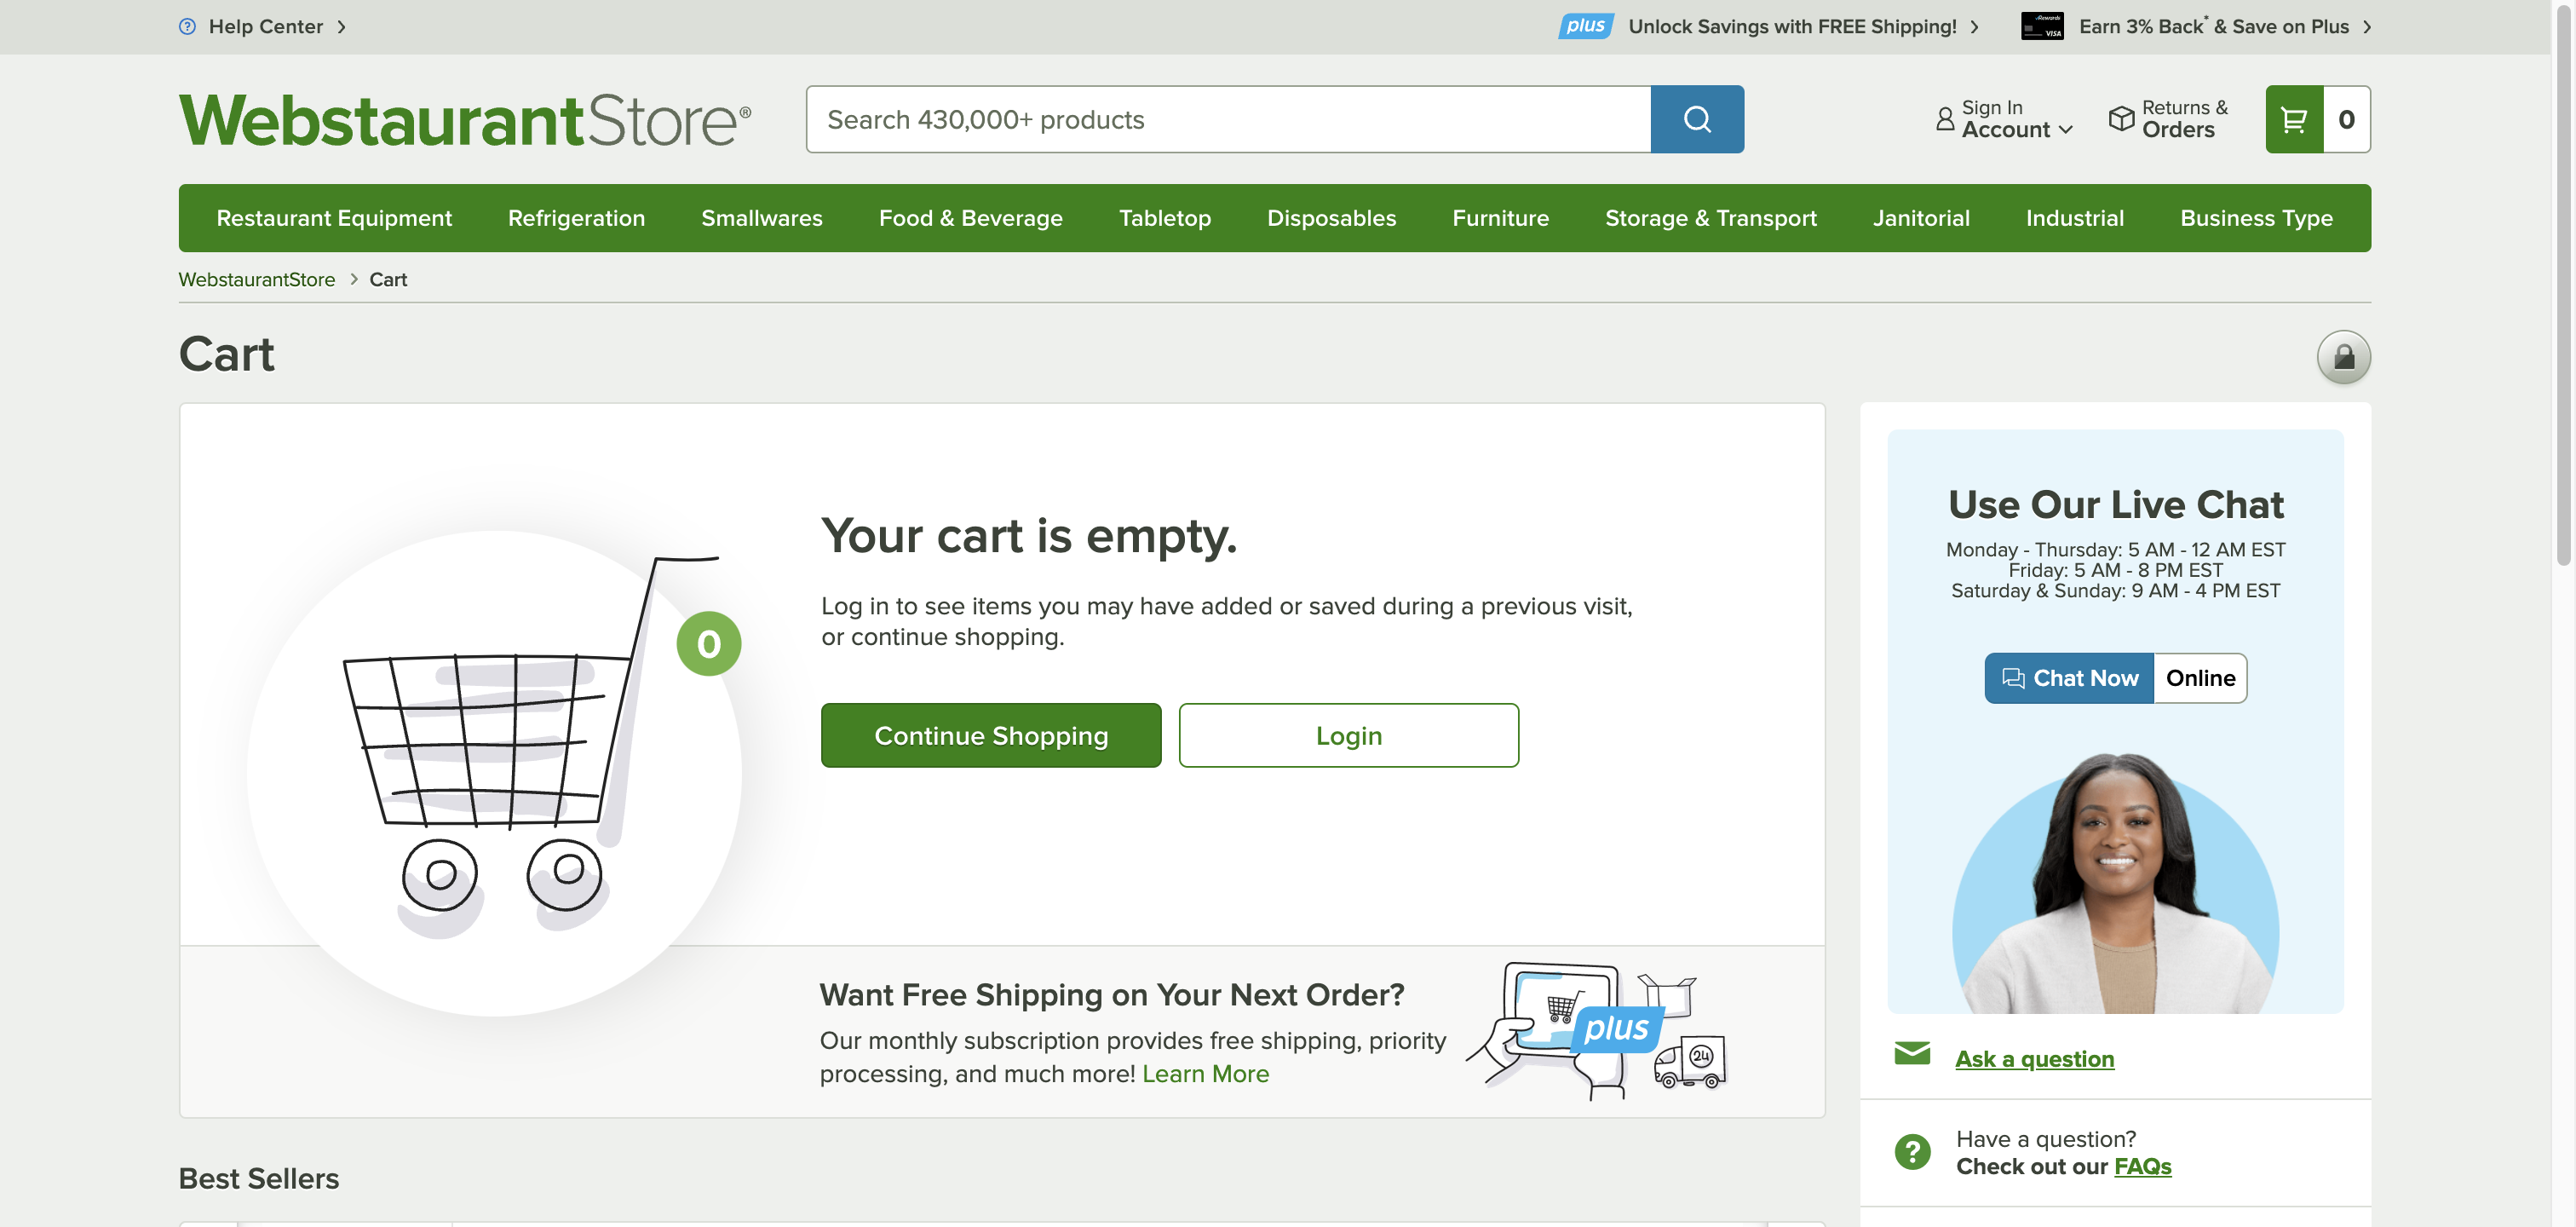 Help Center
plus Unlock Savings with FREE Shipping!
Rewards VISA Earn 3% Back* & Save on Plus
WebstaurantStore®
Search 430,000+ products
Sign In
Account
Returns &
Orders
0
Restaurant Equipment Refrigeration Smallwares Food & Beverage Tabletop Disposables Furniture Storage & Transport Janitorial Industrial Business Type
WebstaurantStore > Cart
Cart
0
Your cart is empty.
Log in to see items you may have added or saved during a previous visit,
or continue shopping.
Continue Shopping Login
Want Free Shipping on Your Next Order?
Our monthly subscription provides free shipping, priority
processing, and much more! Learn More
plus
24
Use Our Live Chat
Monday - Thursday: 5 AM - 12 AM EST
Friday: 5 AM - 8 PM EST
Saturday & Sunday: 9 AM - 4 PM EST
Chat Now Online
Ask a question
Have a question?
Check out our FAQs
Best Sellers